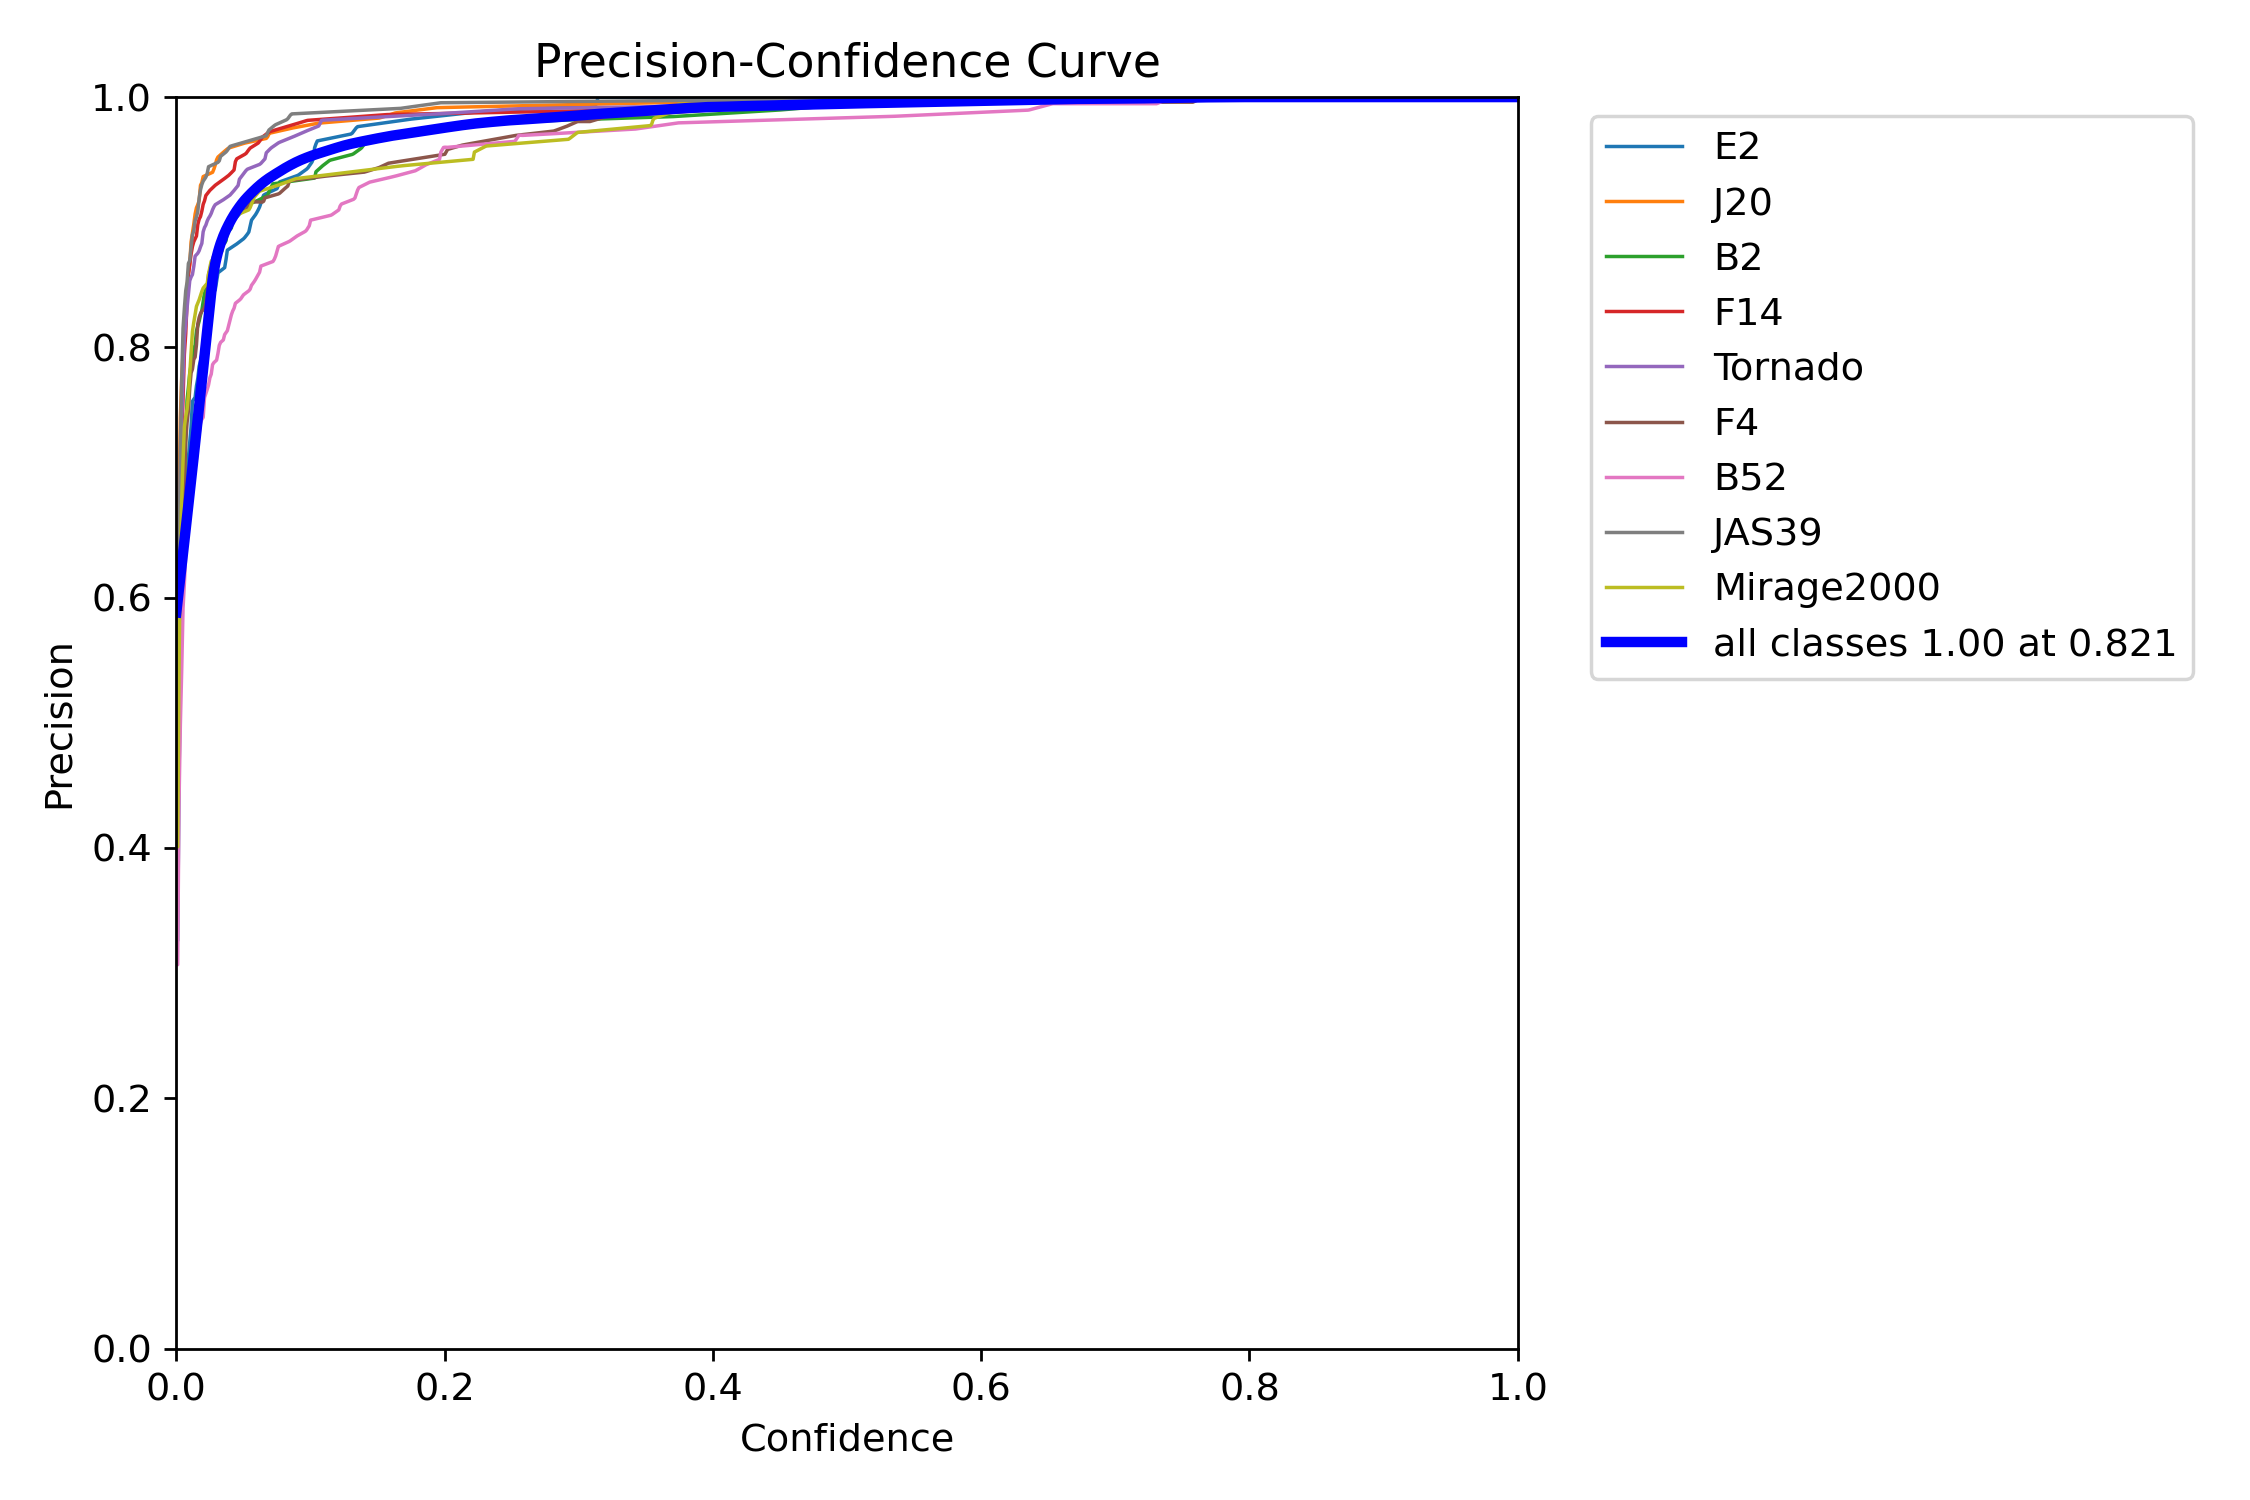 Precision-Confidence Curve
1.0
0.8
0.6
0.4
0.2
0.0
Precision
0.0 0.2 0.4 0.6 0.8 1.0
Confidence
E2
J20
B2
F14
Tornado
F4
B52
JAS39
Mirage2000
all classes 1.00 at 0.821